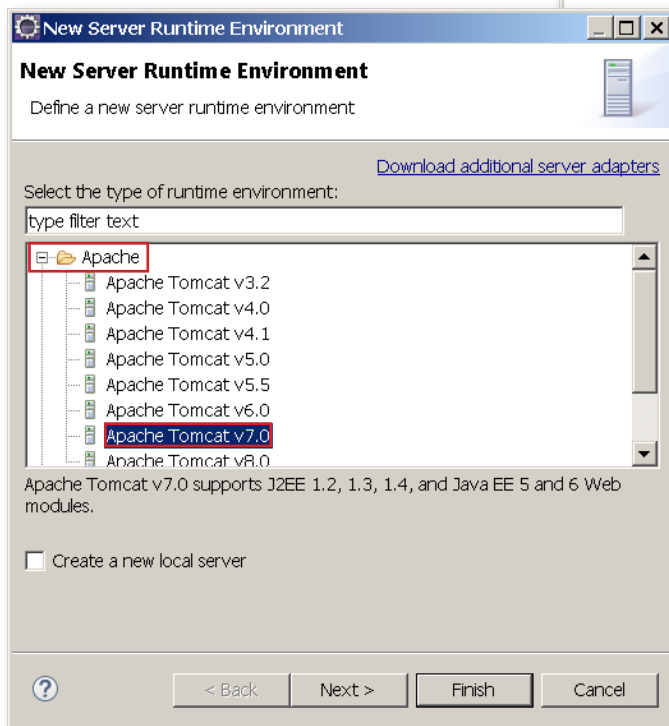 New Server Runtime Environment
New Server Runtime Environment
Define a new server runtime environment
Download additional server adapters
Select the type of runtime environment:
type filter text
Apache
Apache Tomcat v3.2
Apache Tomcat v4.0
Apache Tomcat v4.1
Apache Tomcat v5.0
Apache Tomcat v5.5
Apache Tomcat v6.0
Apache Tomcat v7.0
Apache Tomcat v8.0
Apache Tomcat v7.0 supports J2EE 1.2, 1.3, 1.4, and Java EE 5 and 6 Web
modules.
Create a new local server
? < Back Next > Finish Cancel